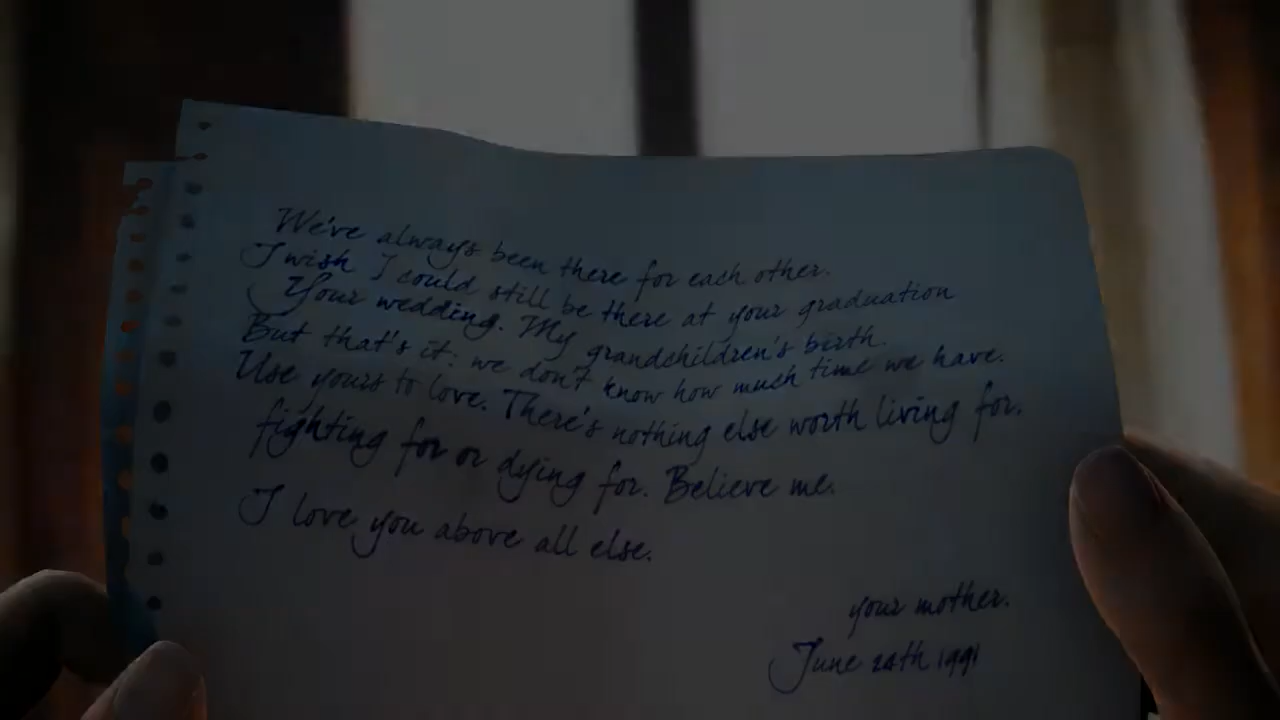 We've always been there for each other.
I wish I could still be there at your graduation
Your wedding. My grandchildren's birth.
But that's it: we don't know how much time we have.
Use yours to love. There's nothing else worth living for.
fighting for or dying for. Believe me.
I love you above all else.
your mother.
June 24th 1991